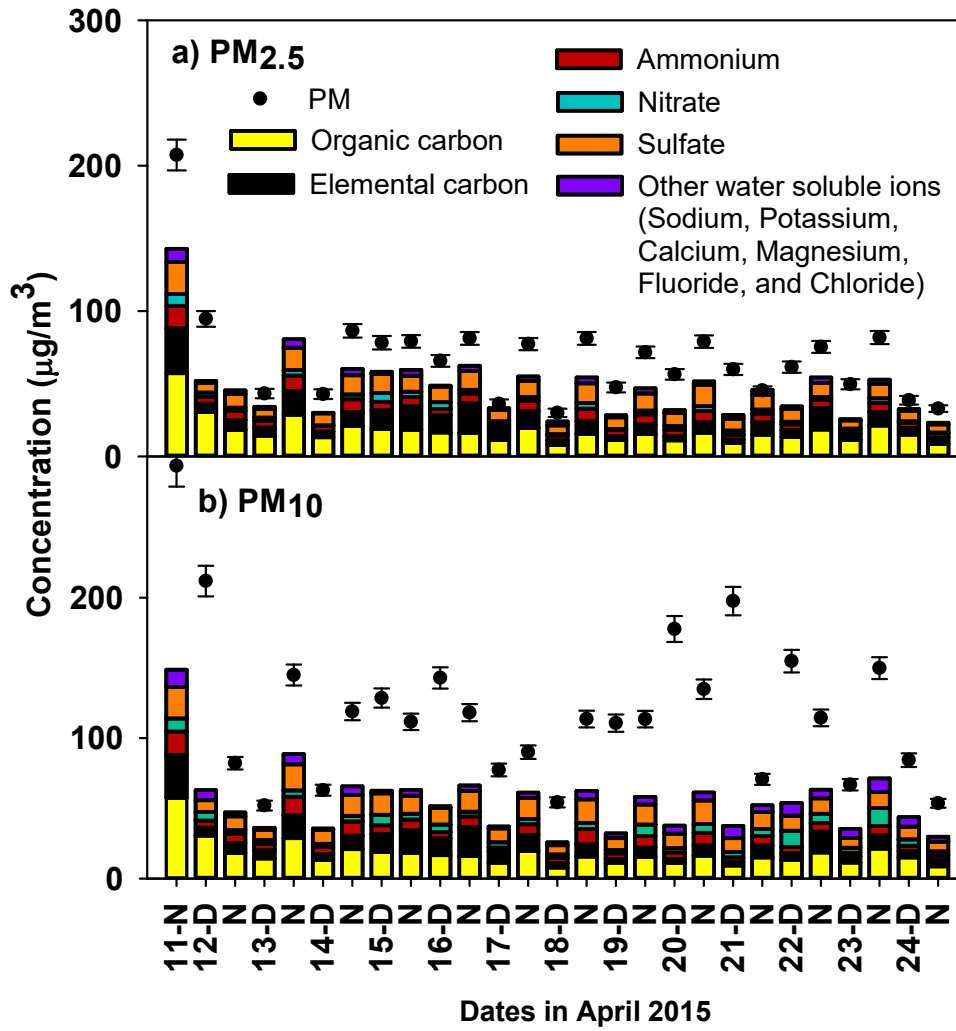 300
a) PM2.5
PM
Organic carbon
Elemental carbon
Ammonium
Nitrate
Sulfate
Other water soluble ions
(Sodium, Potassium,
Calcium, Magnesium,
Fluoride, and Chloride)
200
100
0
Concentration (µg/m³)
b) PM10
200
100
0
11-N
12-D
N
13-D
N
14-D
N
15-D
N
16-D
N
17-D
N
18-D
N
19-D
N
20-D
N
21-D
N
22-D
N
23-D
N
24-D
N
Dates in April 2015